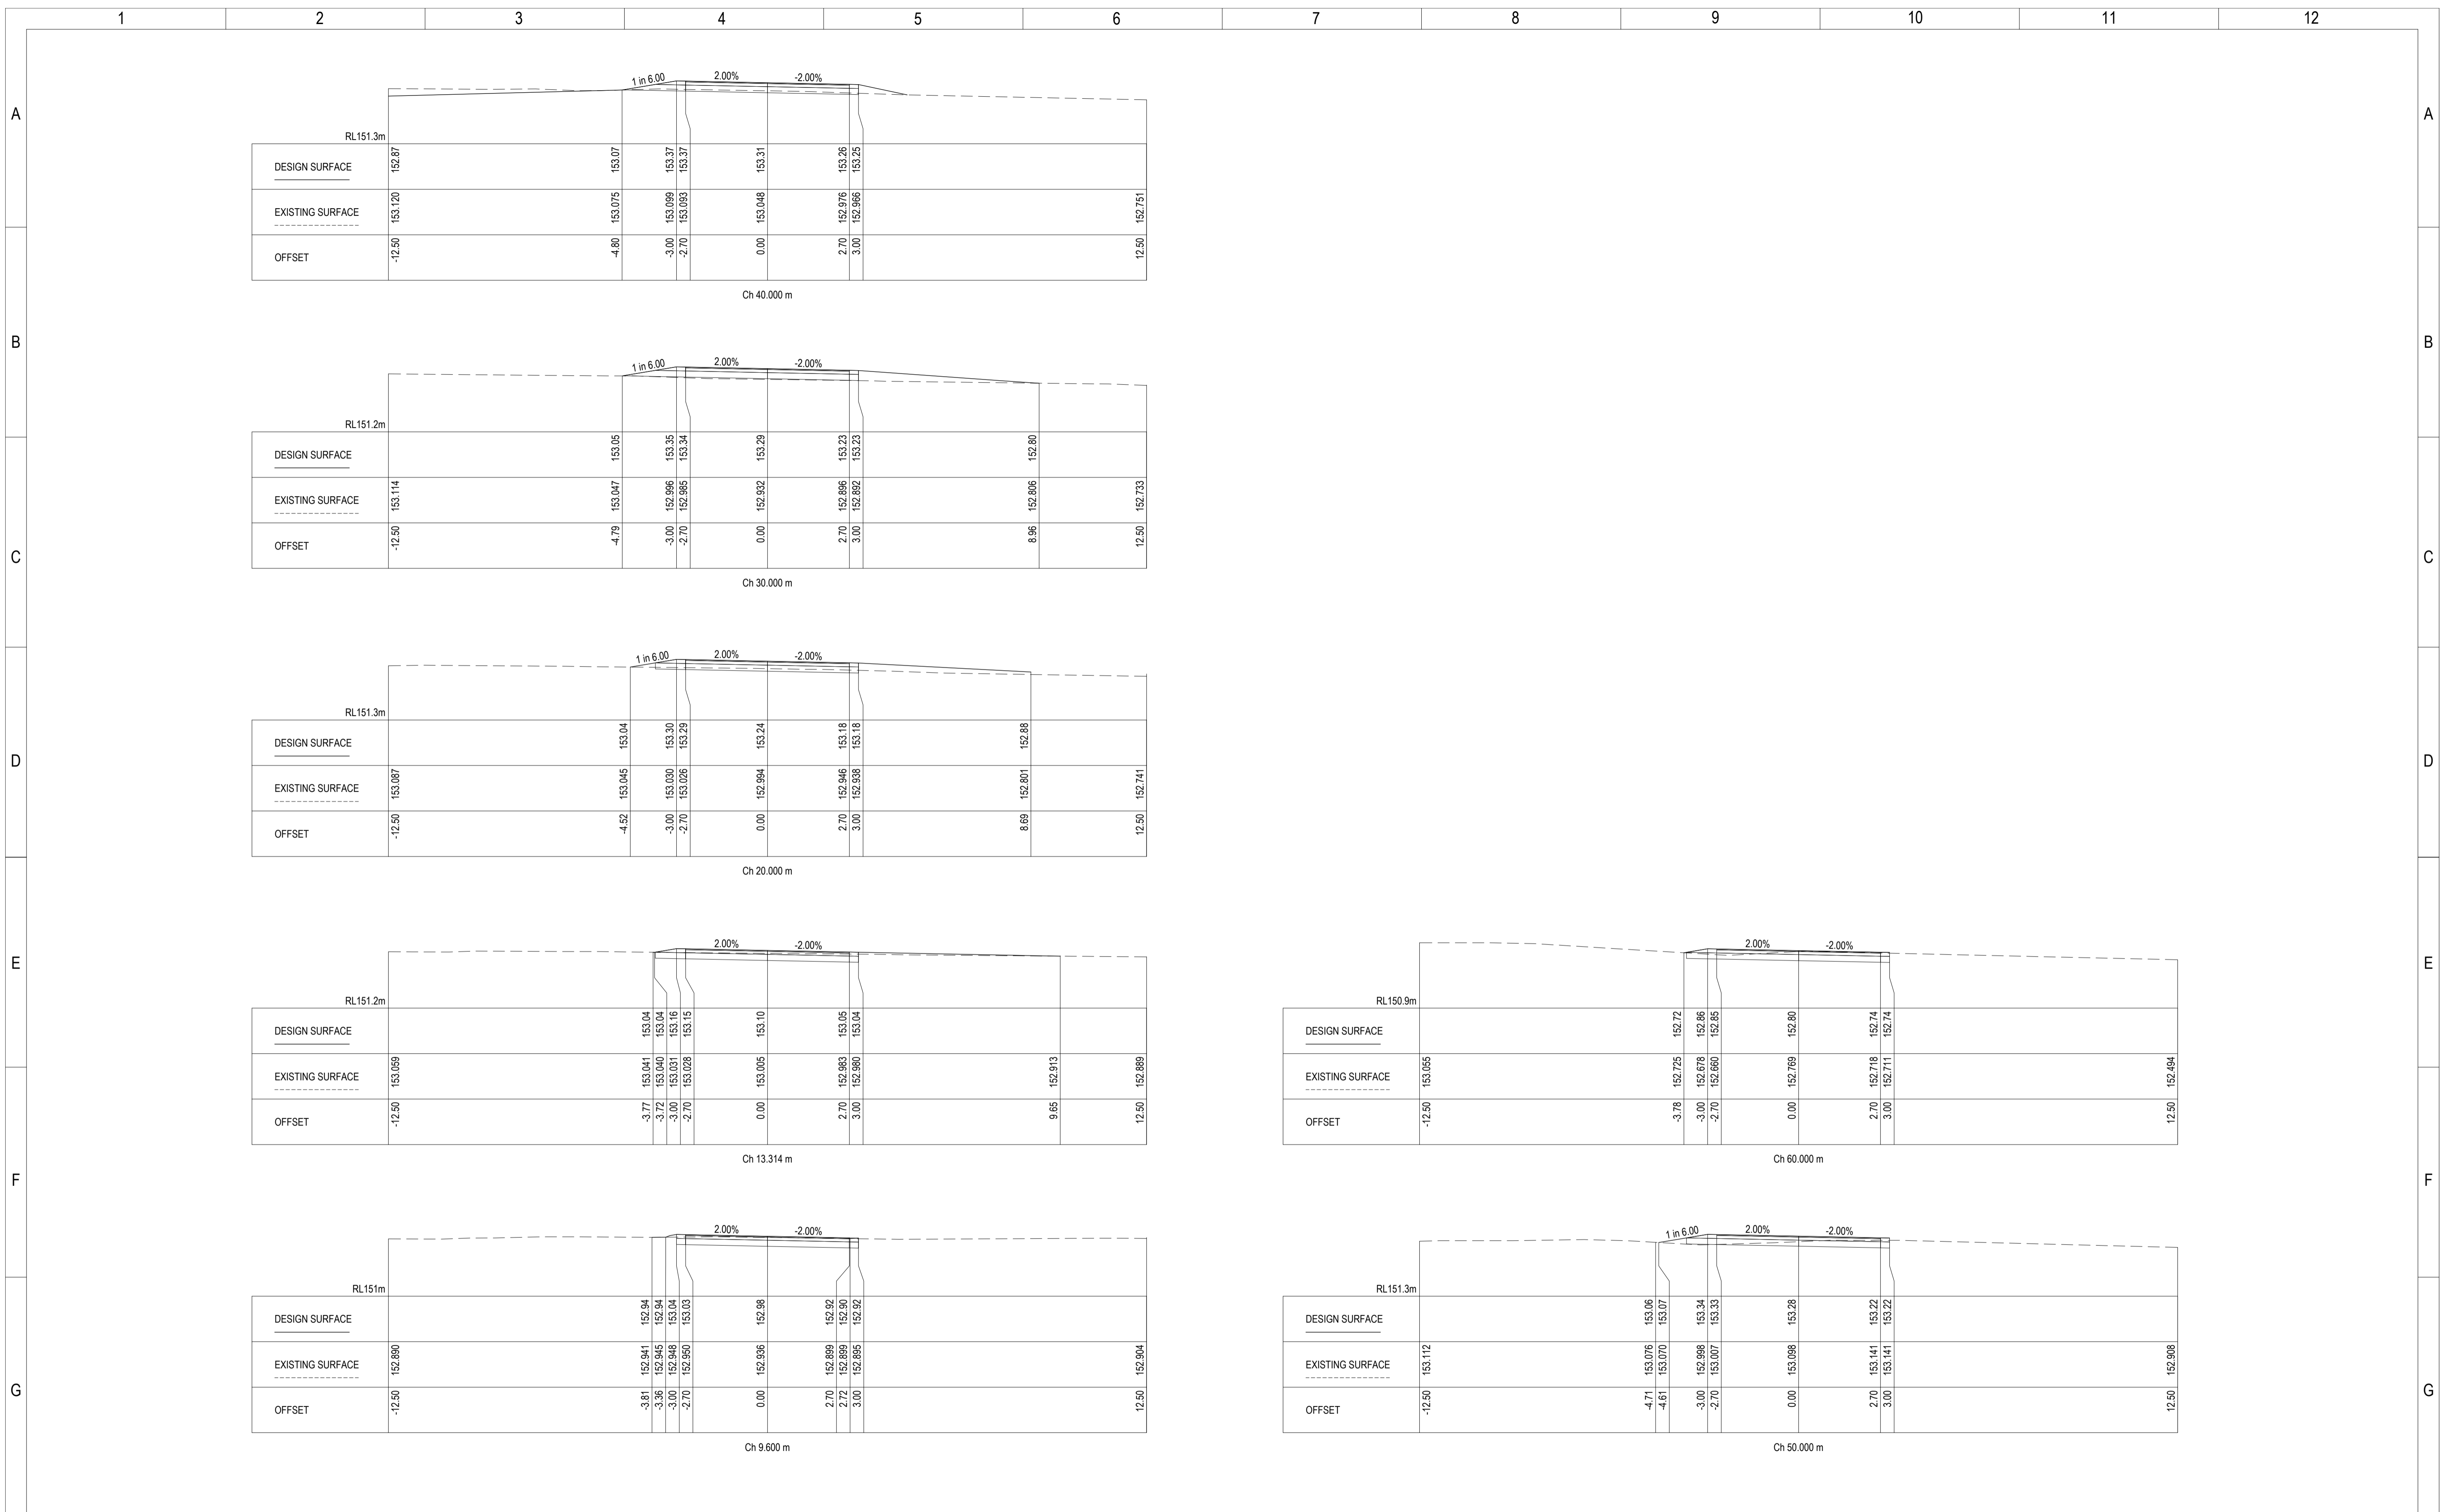 1 2 3 4 5 6 7 8 9 10 11 12
A A
B B
C C
D D
E E
F F
G G
1 in 6.00 2.00% -2.00%
RL151.3m
DESIGN SURFACE 152.87 153.07 153.37 153.37 153.31 153.26 153.25
EXISTING SURFACE 153.120 153.075 153.099 153.093 153.048 152.976 152.966 152.751
OFFSET -12.50 -4.80 -3.00 -2.70 0.00 2.70 3.00 12.50
Ch 40.000 m
1 in 6.00 2.00% -2.00%
RL151.2m
DESIGN SURFACE 153.05 153.35 153.34 153.29 153.23 153.23 152.80
EXISTING SURFACE 153.114 153.047 152.996 152.985 152.932 152.896 152.892 152.806 152.733
OFFSET -12.50 -4.79 -3.00 -2.70 0.00 2.70 3.00 8.96 12.50
Ch 30.000 m
1 in 6.00 2.00% -2.00%
RL151.3m
DESIGN SURFACE 153.04 153.30 153.29 153.24 153.18 153.18 152.88
EXISTING SURFACE 153.087 153.045 153.030 153.026 152.994 152.946 152.938 152.801 152.741
OFFSET -12.50 -4.52 -3.00 -2.70 0.00 2.70 3.00 8.69 12.50
Ch 20.000 m
2.00% -2.00%
RL151.2m
DESIGN SURFACE 153.04 153.04 153.16 153.15 153.10 153.05 153.04
EXISTING SURFACE 153.059 153.041 153.040 153.031 153.028 153.005 152.983 152.980 152.913 152.889
OFFSET -12.50 -3.77 -3.72 -3.00 -2.70 0.00 2.70 3.00 9.65 12.50
Ch 13.314 m
2.00% -2.00%
RL151m
DESIGN SURFACE 152.94 152.94 153.04 153.03 152.98 152.92 152.90 152.92
EXISTING SURFACE 152.890 152.941 152.945 152.948 152.950 152.936 152.899 152.899 152.895 152.904
OFFSET -12.50 -3.81 -3.36 -3.00 -2.70 0.00 2.70 2.72 3.00 12.50
Ch 9.600 m
2.00% -2.00%
RL150.9m
DESIGN SURFACE 152.72 152.86 152.85 152.80 152.74 152.74
EXISTING SURFACE 153.055 152.725 152.678 152.660 152.769 152.718 152.711 152.494
OFFSET -12.50 -3.78 -3.00 -2.70 0.00 2.70 3.00 12.50
Ch 60.000 m
1 in 6.00 2.00% -2.00%
RL151.3m
DESIGN SURFACE 153.06 153.07 153.34 153.33 153.28 153.22 153.22
EXISTING SURFACE 153.112 153.076 153.070 152.998 153.007 153.098 153.141 153.141 152.908
OFFSET -12.50 -4.71 -4.61 -3.00 -2.70 0.00 2.70 3.00 12.50
Ch 50.000 m